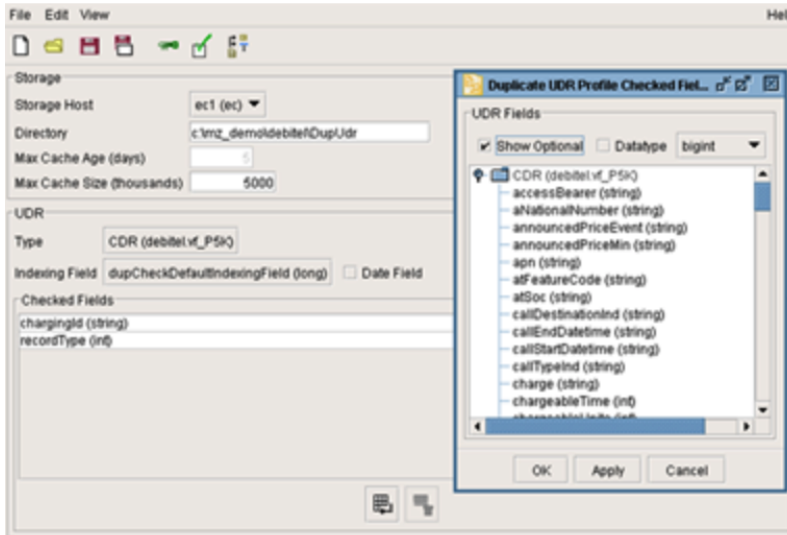 File Edit View Hel
Storage
Storage Host ec1 (ec)
Directory c:\mz_demo\debitel\DupUdr
Max Cache Age (days) 5
Max Cache Size (thousands) 5000
UDR
Type CDR (debitel.vf_P5K)
Indexing Field dupCheckDefaultIndexingField (long) Date Field
Checked Fields
chargingId (string)
recordType (int)
Duplicate UDR Profile Checked Fiel...
UDR Fields
Show Optional Datatype bigint
CDR (debitel.vf_P5K)
accessBearer (string)
aNationalNumber (string)
announcedPriceEvent (string)
announcedPriceMin (string)
apn (string)
atFeatureCode (string)
atSoc (string)
callDestinationInd (string)
callEndDatetime (string)
callStartDatetime (string)
callTypeInd (string)
charge (string)
chargeableTime (int)
chargeableUnits (int)
OK Apply Cancel